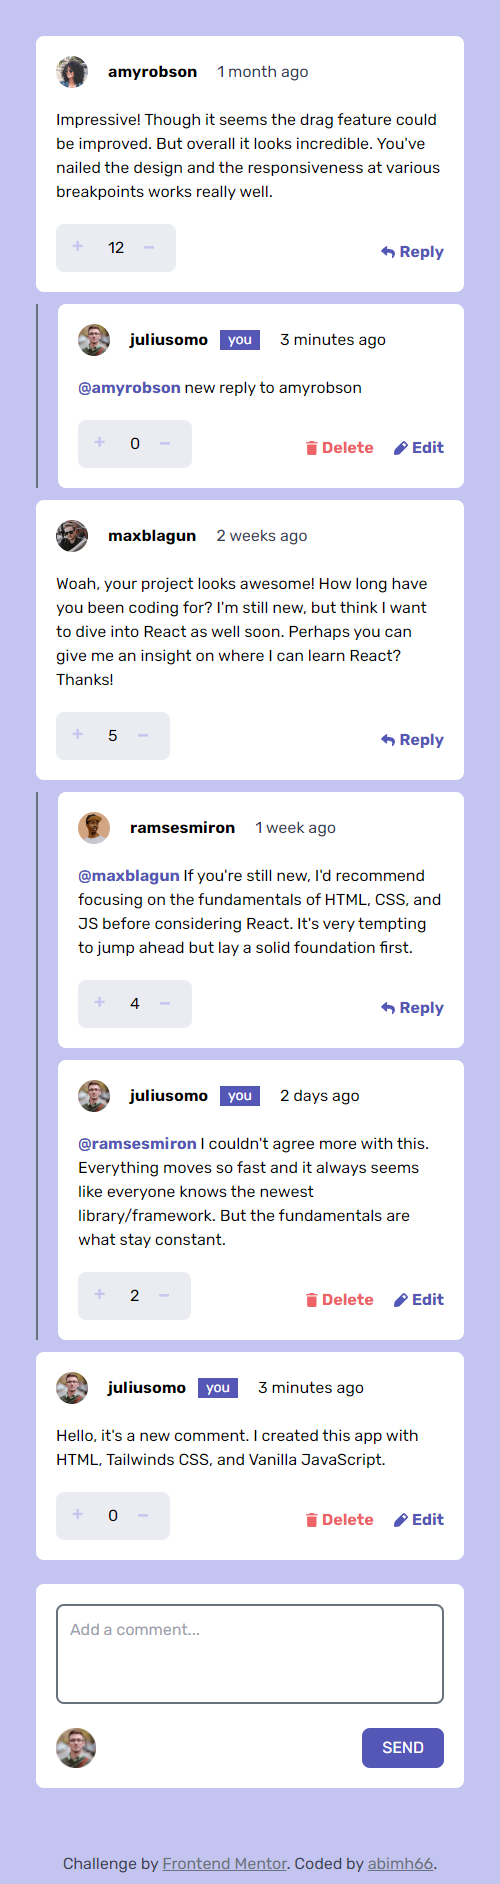 amyrobson 1 month ago
Impressive! Though it seems the drag feature could
be improved. But overall it looks incredible. You've
nailed the design and the responsiveness at various
breakpoints works really well.
+ 12 −
Reply
juliusomo you 3 minutes ago
@amyrobson new reply to amyrobson
+ 0 −
Delete Edit
maxblagun 2 weeks ago
Woah, your project looks awesome! How long have
you been coding for? I'm still new, but think I want
to dive into React as well soon. Perhaps you can
give me an insight on where I can learn React?
Thanks!
+ 5 −
Reply
ramsesmiron 1 week ago
@maxblagun If you're still new, I'd recommend
focusing on the fundamentals of HTML, CSS, and
JS before considering React. It's very tempting
to jump ahead but lay a solid foundation first.
+ 4 −
Reply
juliusomo you 2 days ago
@ramsesmiron I couldn't agree more with this.
Everything moves so fast and it always seems
like everyone knows the newest
library/framework. But the fundamentals are
what stay constant.
+ 2 −
Delete Edit
juliusomo you 3 minutes ago
Hello, it's a new comment. I created this app with
HTML, Tailwinds CSS, and Vanilla JavaScript.
+ 0 −
Delete Edit
Add a comment...
SEND
Challenge by Frontend Mentor. Coded by abimh66.